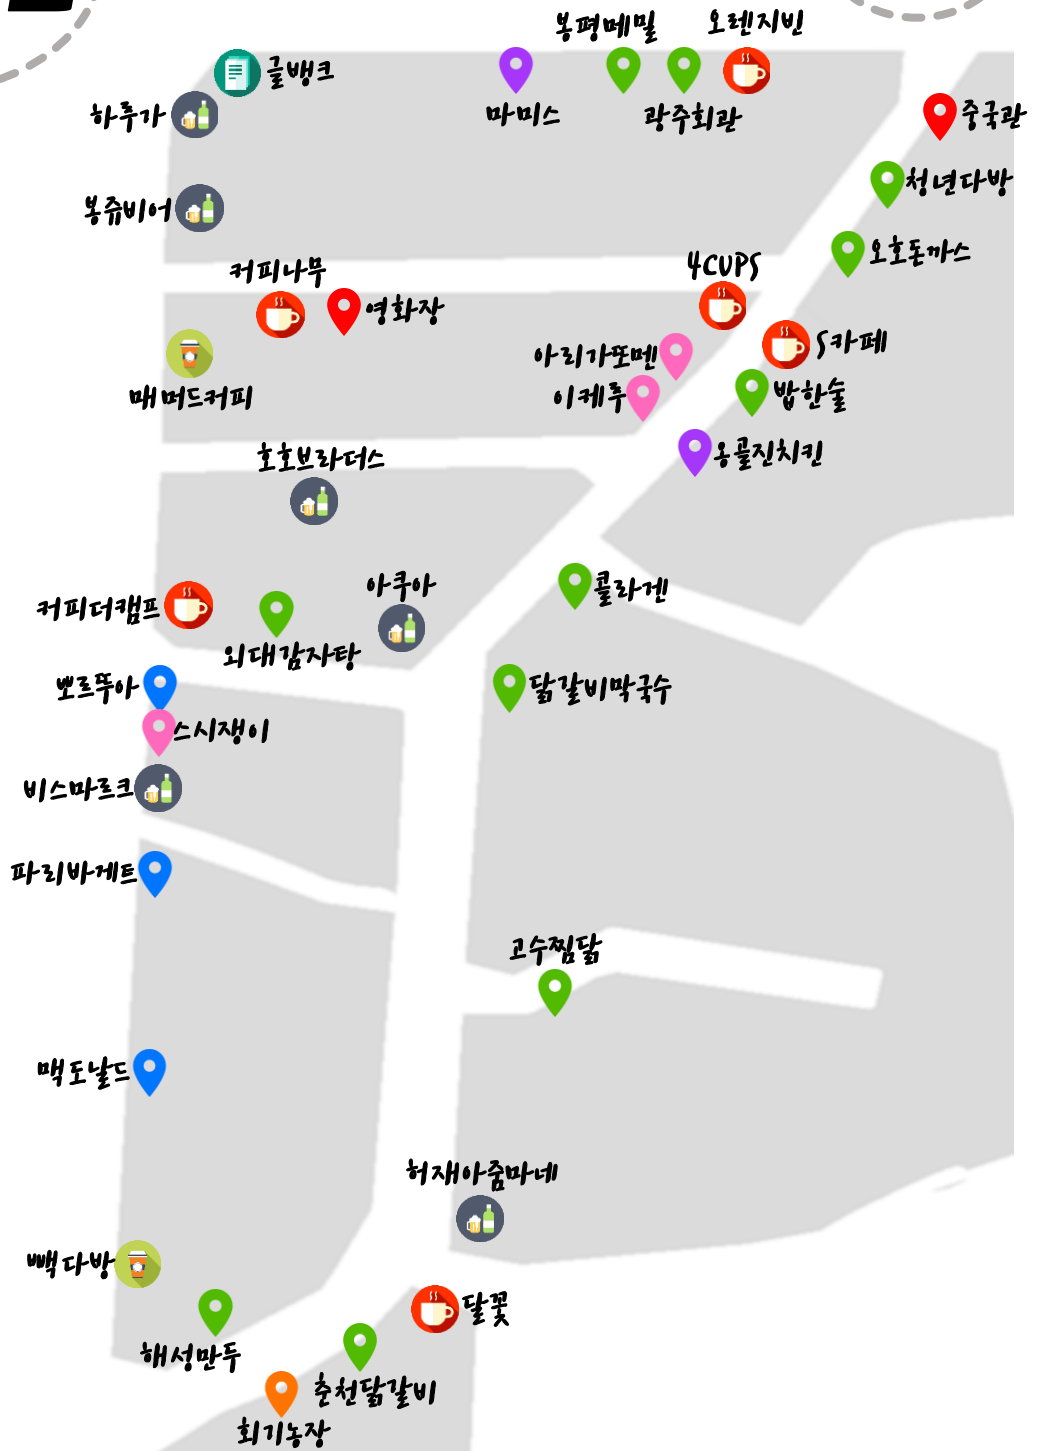 봉평메밀
오렌지빈
글뱅크
하루가
마미스
광주회관
중국관
청년다방
봉쥬비어
오호돈까스
커피나무
4CUPS
영화장
아리가또멘
S카페
매머드커피
이케루
밥한술
옹골진치킨
호호브라더스
커피더캠프
아쿠아
콜라겐
외대감자탕
뽀르뚜아
닭갈비막국수
스시쟁이
비스마르크
파리바게트
고수찜닭
맥도날드
허재아줌마네
빽다방
달꽃
해성만두
춘천닭갈비
회기농장